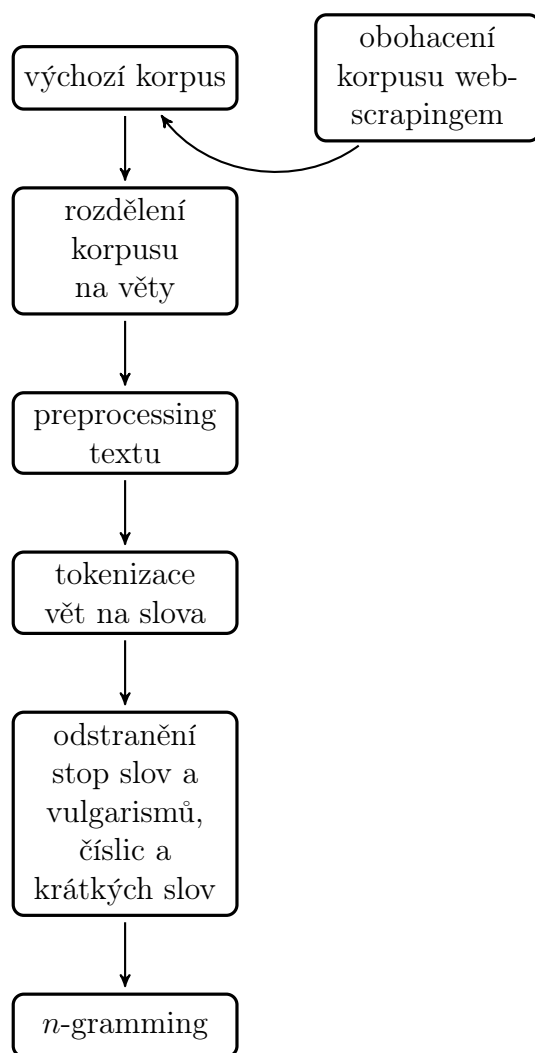 výchozí korpus
obohacení
korpusu web-
scrapingem
rozdělení
korpusu
na věty
preprocessing
textu
tokenizace
vět na slova
odstranění
stop slov a
vulgarismů,
číslic a
krátkých slov
n-gramming